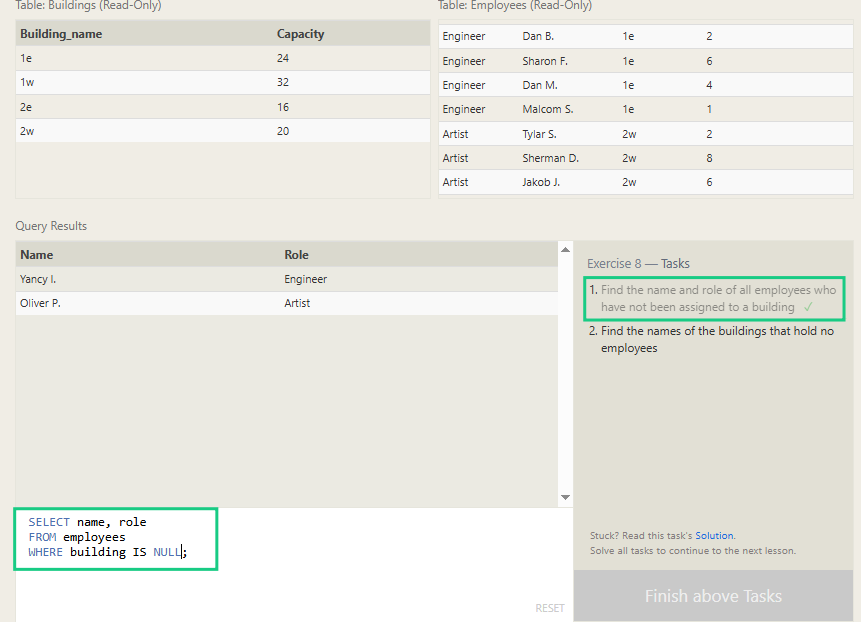 Table: Buildings (Read-Only)
Building_name Capacity
1e 24
1w 32
2e 16
2w 20
Table: Employees (Read-Only)
Engineer Dan B. 1e 2
Engineer Sharon F. 1e 6
Engineer Dan M. 1e 4
Engineer Malcom S. 1e 1
Artist Tylar S. 2w 2
Artist Sherman D. 2w 8
Artist Jakob J. 2w 6
Query Results
Name Role
Yancy I. Engineer
Oliver P. Artist
Exercise 8 — Tasks
1. Find the name and role of all employees who
have not been assigned to a building ✓
2. Find the names of the buildings that hold no
employees
SELECT name, role
FROM employees
WHERE building IS NULL;
RESET
Stuck? Read this task's Solution.
Solve all tasks to continue to the next lesson.
Finish above Tasks